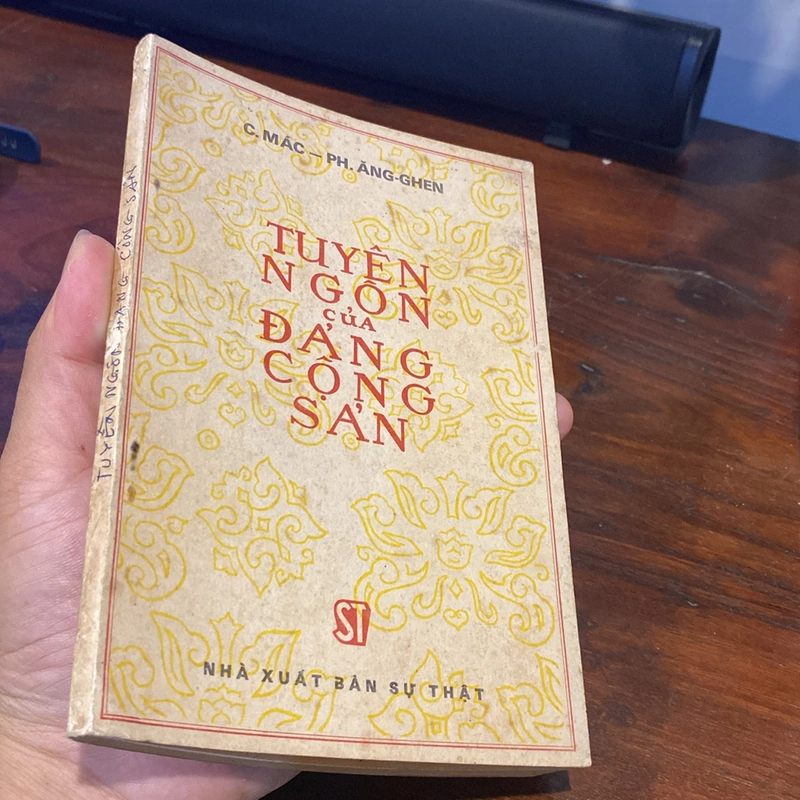 C. MÁC — PH. ĂNG-GHEN
TUYÊN
NGÔN
CỦA
ĐẢNG
CỘNG
SẢN
ST
NHÀ XUẤT BẢN SỰ THẬT
TUYÊN NGÔN ĐẢNG CỘNG SẢN